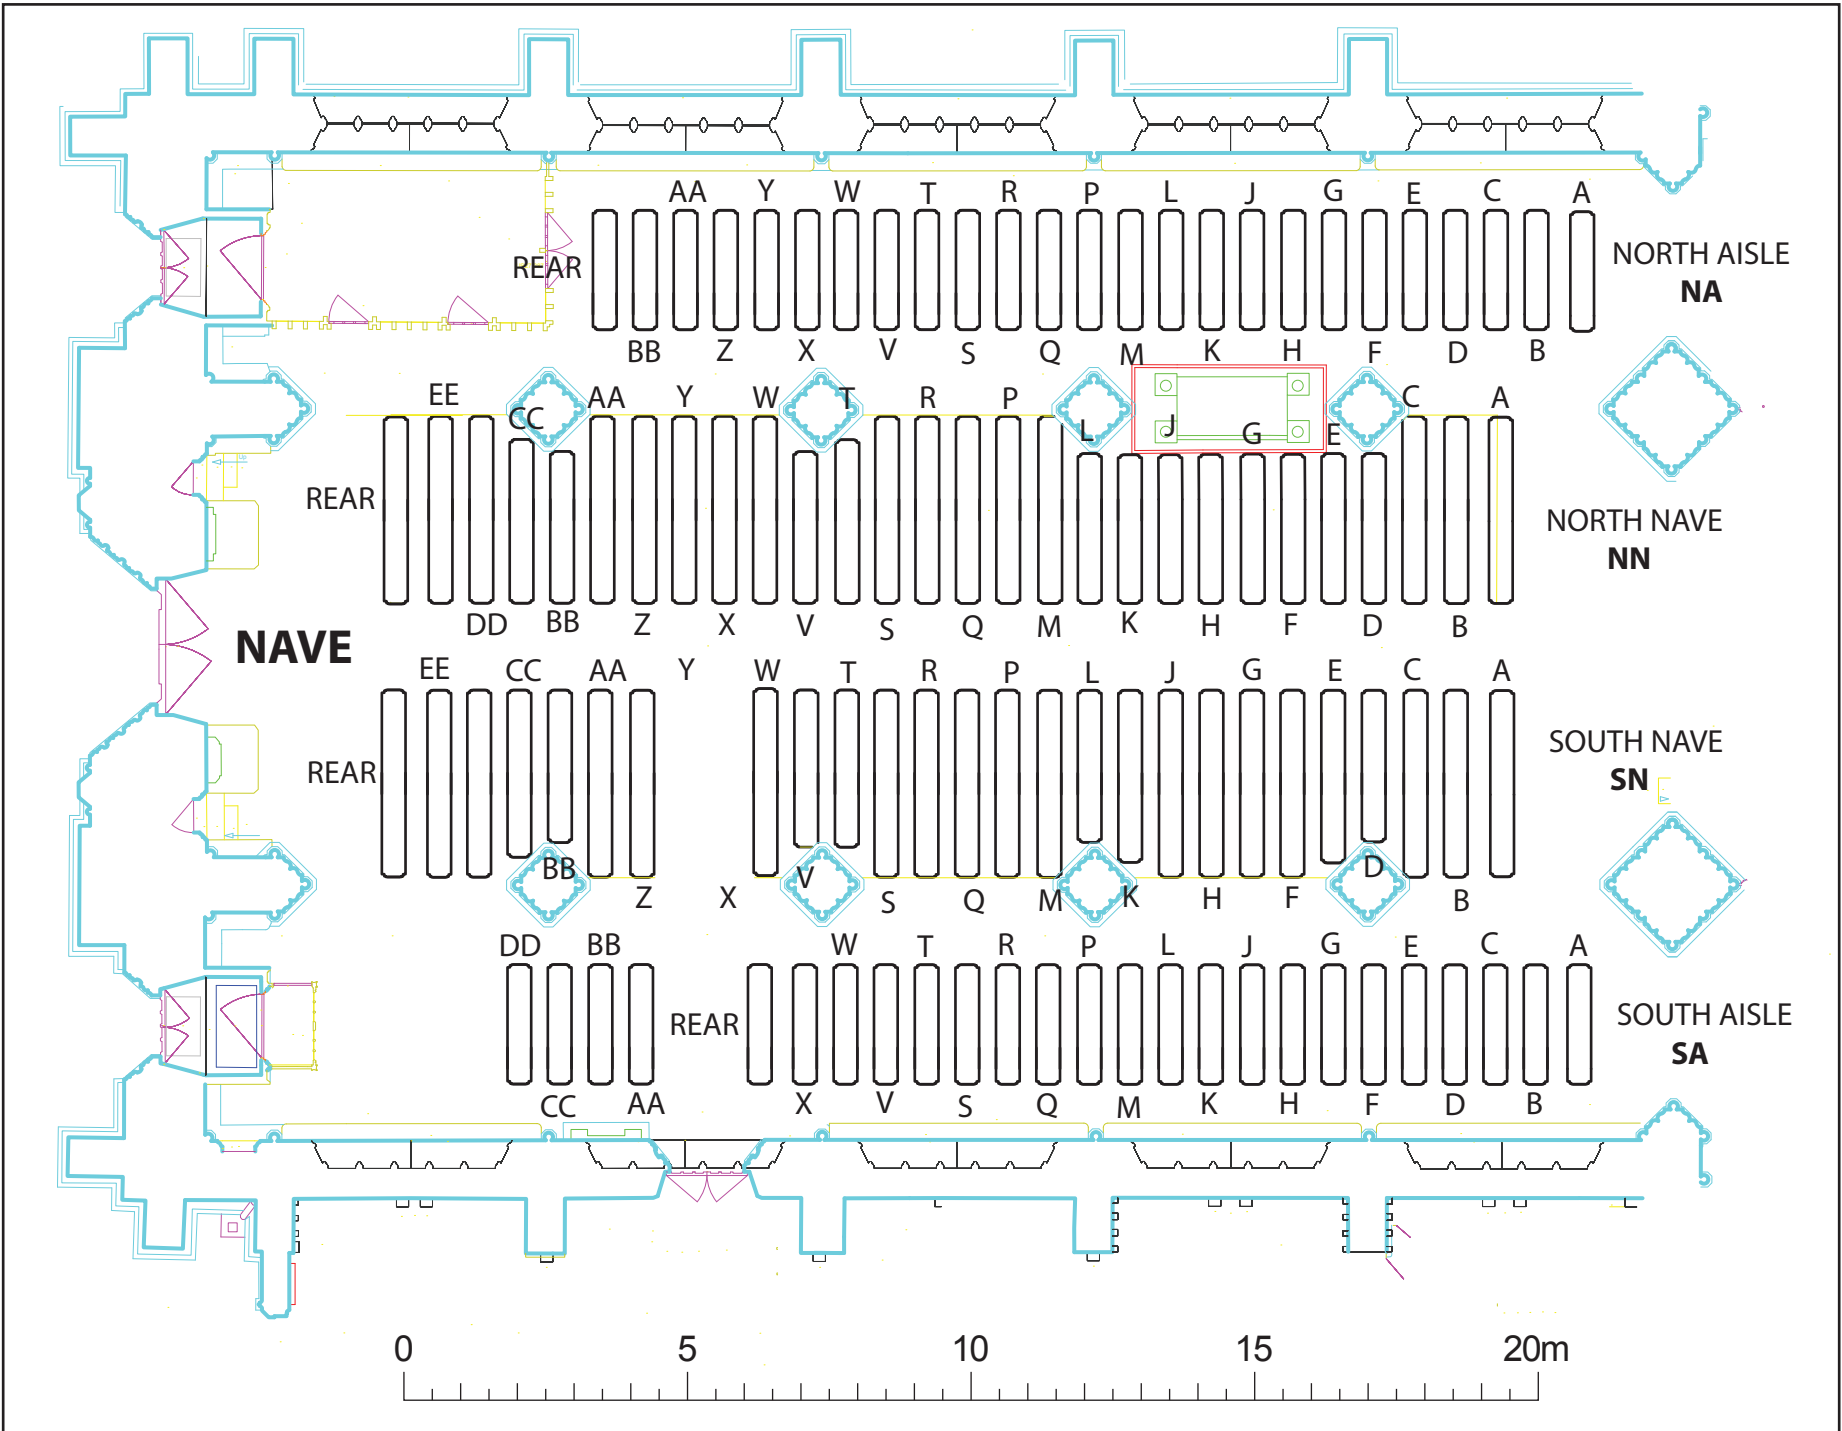 AA Y W T R P L J G E C A
REAR
NORTH AISLE
NA
BB Z X V S Q M K H F D B
EE CC AA Y W T R P L J G E C A
REAR
NORTH NAVE
NN
DD BB Z X V S Q M K H F D B
NAVE
EE CC AA Y W T R P L J G E C A
REAR
SOUTH NAVE
SN
BB Z X V S Q M K H F D B
DD BB W T R P L J G E C A
REAR
SOUTH AISLE
SA
CC AA X V S Q M K H F D B
0 5 10 15 20m